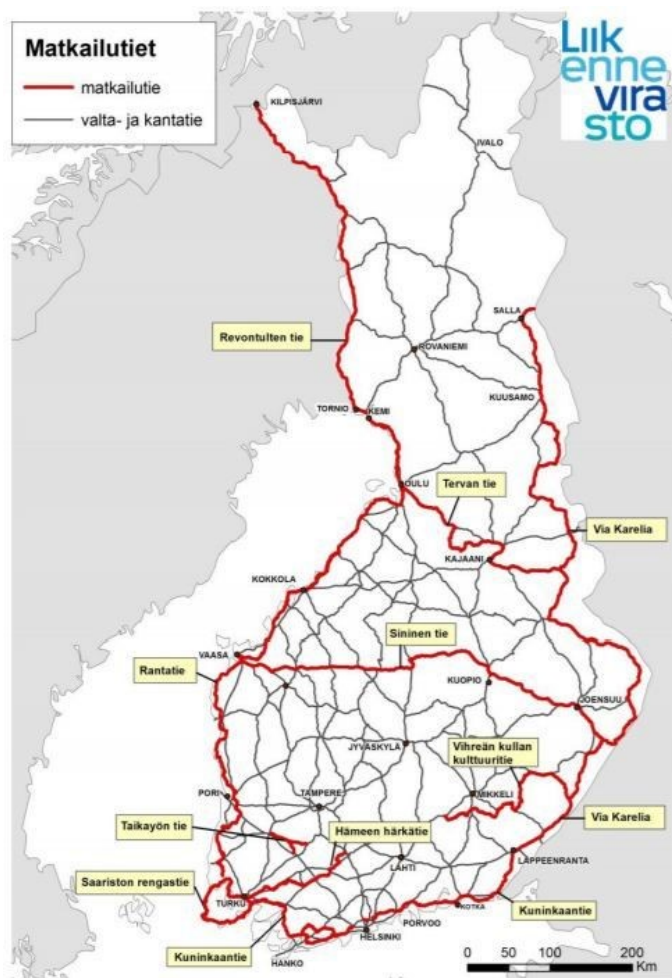 Matkailutiet
matkailutie
valta- ja kantatie
Liik
enne
vira
sto
KILPISJÄRVI
IVALO
SALLA
Revontulten tie
ROVANIEMI
KUUSAMO
TORNIO
KEMI
OULU
Tervan tie
Via Karelia
KAJAANI
KOKKOLA
Sininen tie
VAASA
Rantatie
KUOPIO
JOENSUU
JYVÄSKYLÄ
Vihreän kullan
kulttuuritie
PORI
TAMPERE
MIKKELI
Taikayön tie
Hämeen härkätie
Via Karelia
LAHTI
LAPPEENRANTA
Saariston rengastie
TURKU
Kuninkaantie
KOTKA
PORVOO
Kuninkaantie
HELSINKI
HANKO
0 50 100 200
Km